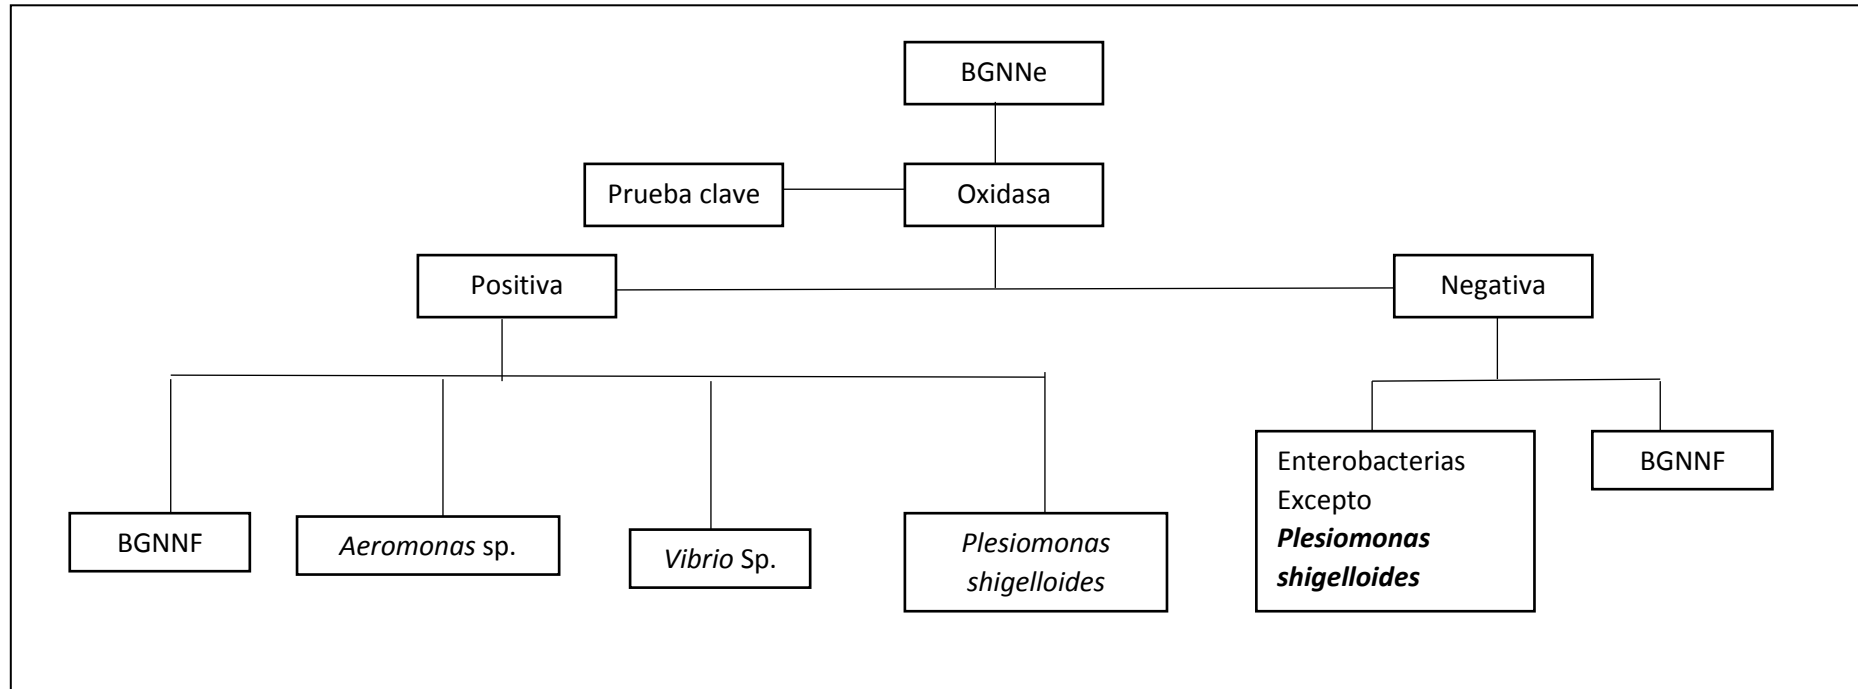 BGNNe
Prueba clave
Oxidasa
Positiva
Negativa
BGNNF
Aeromonas sp.
Vibrio Sp.
Plesiomonas
shigelloides
Enterobacterias
Excepto
Plesiomonas
shigelloides
BGNNF